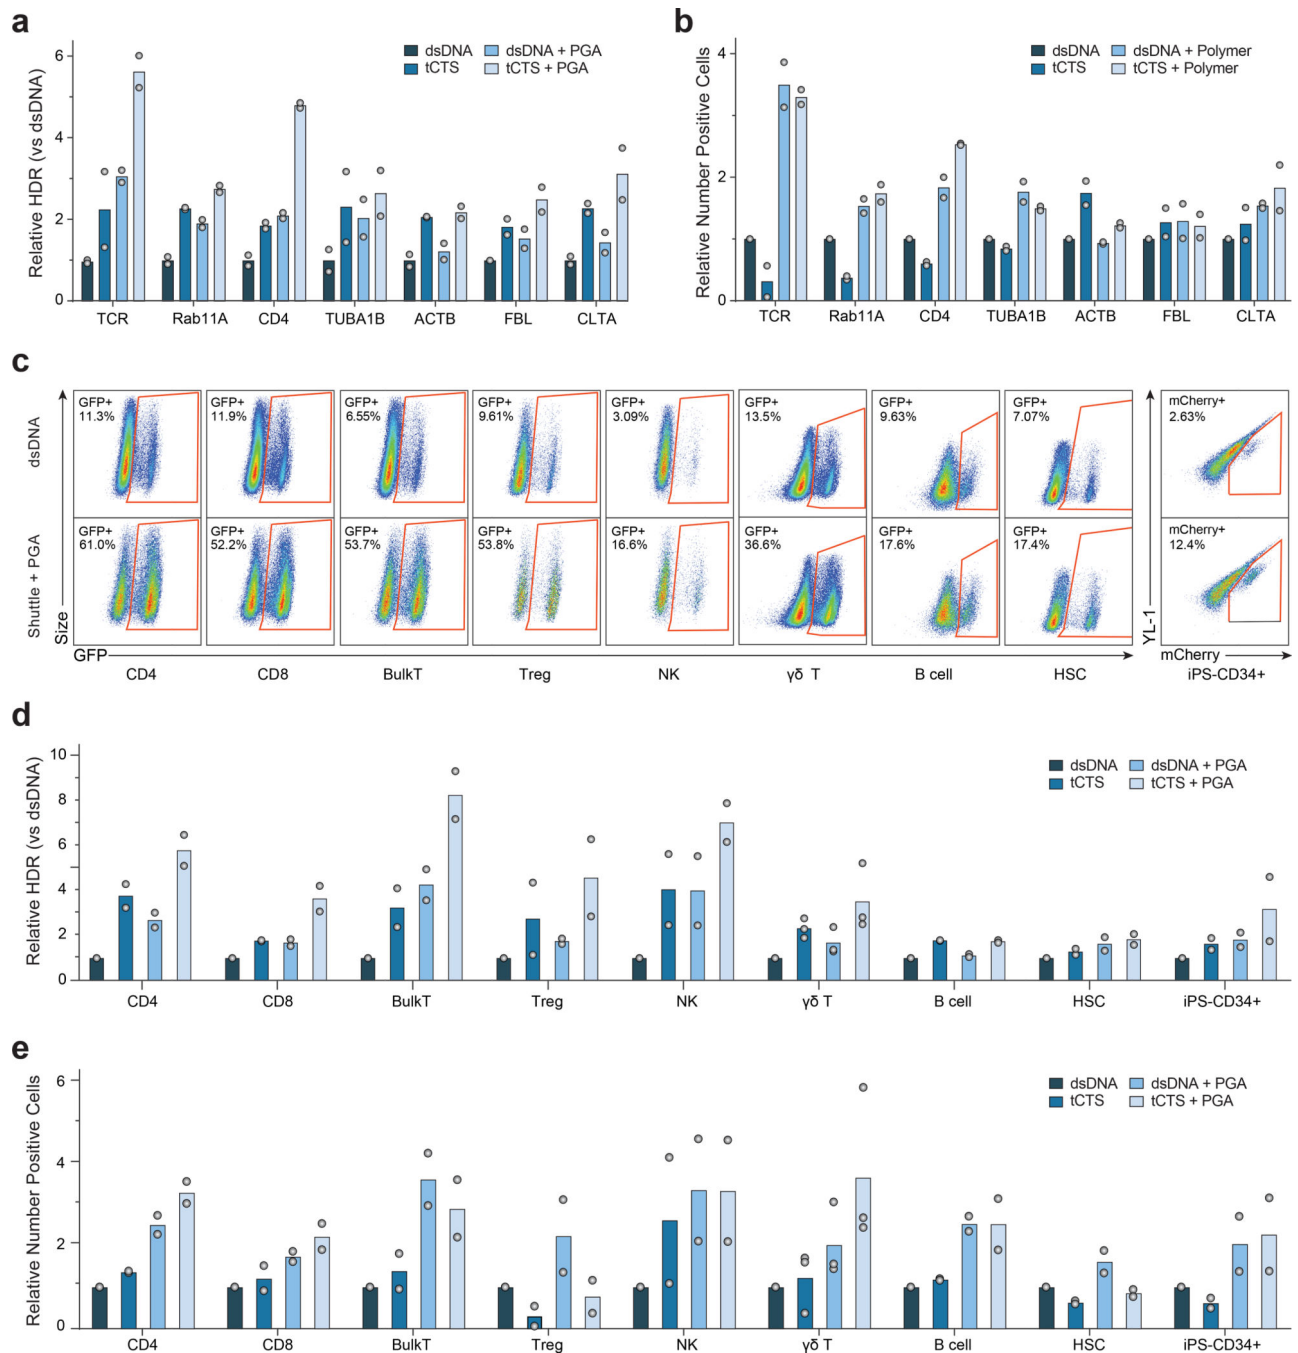 a
Relative HDR (vs dsDNA)
6
4
2
0
dsDNA
dsDNA + PGA
tCTS
tCTS + PGA
TCR
Rab11A
CD4
TUBA1B
ACTB
FBL
CLTA
b
Relative Number Positive Cells
4
2
0
dsDNA
dsDNA + Polymer
tCTS
tCTS + Polymer
TCR
Rab11A
CD4
TUBA1B
ACTB
FBL
CLTA
c
dsDNA
GFP+
11.3%
GFP+
11.9%
GFP+
6.55%
GFP+
9.61%
GFP+
3.09%
GFP+
13.5%
GFP+
9.63%
GFP+
7.07%
mCherry+
2.63%
Shuttle + PGA
GFP+
61.0%
GFP+
52.2%
GFP+
53.7%
GFP+
53.8%
GFP+
16.6%
GFP+
36.6%
GFP+
17.6%
GFP+
17.4%
mCherry+
12.4%
Size
GFP
YL-1
mCherry
CD4
CD8
BulkT
Treg
NK
γδ T
B cell
HSC
iPS-CD34+
d
Relative HDR (vs dsDNA)
10
8
6
4
2
0
dsDNA
dsDNA + PGA
tCTS
tCTS + PGA
CD4
CD8
BulkT
Treg
NK
γδ T
B cell
HSC
iPS-CD34+
e
Relative Number Positive Cells
6
4
2
0
dsDNA
dsDNA + PGA
tCTS
tCTS + PGA
CD4
CD8
BulkT
Treg
NK
γδ T
B cell
HSC
iPS-CD34+